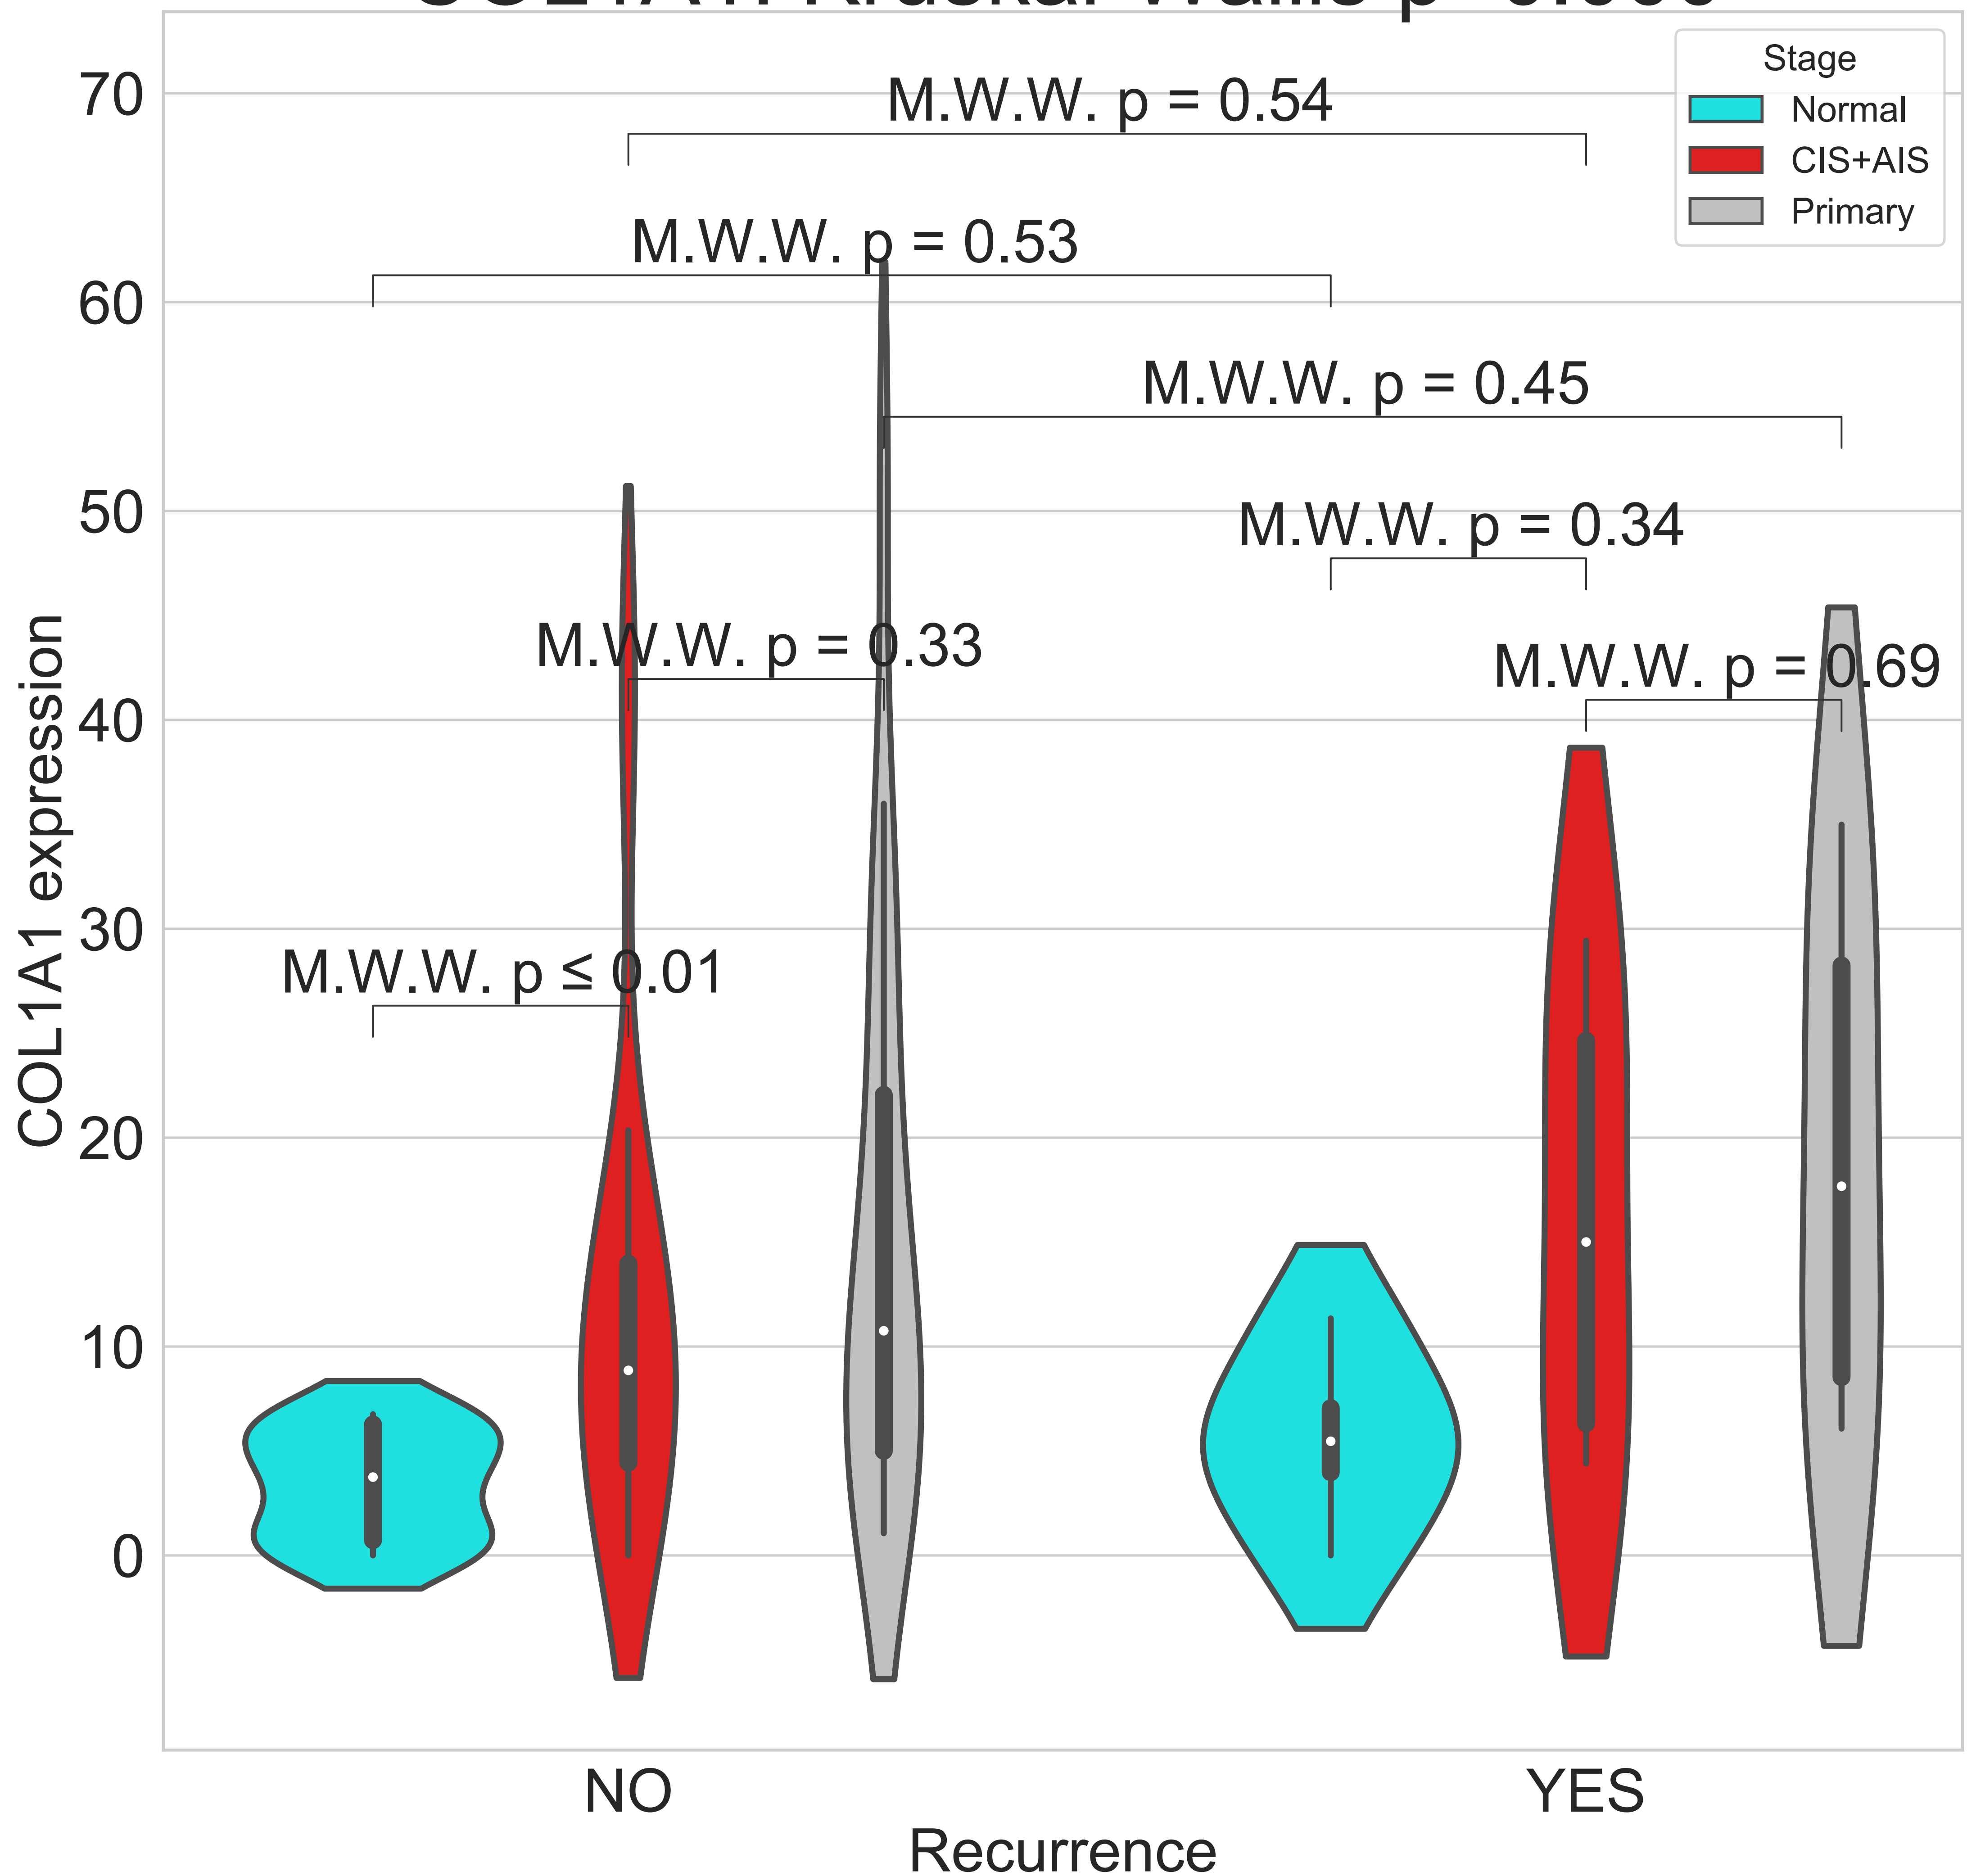 Stage
Normal
CIS+AIS
Primary
M.W.W. p = 0.54
M.W.W. p = 0.53
M.W.W. p = 0.45
M.W.W. p = 0.34
M.W.W. p = 0.33
M.W.W. p = 0.69
M.W.W. p ≤ 0.01
COL1A1 expression
70
60
50
40
30
20
10
0
NO
YES
Recurrence